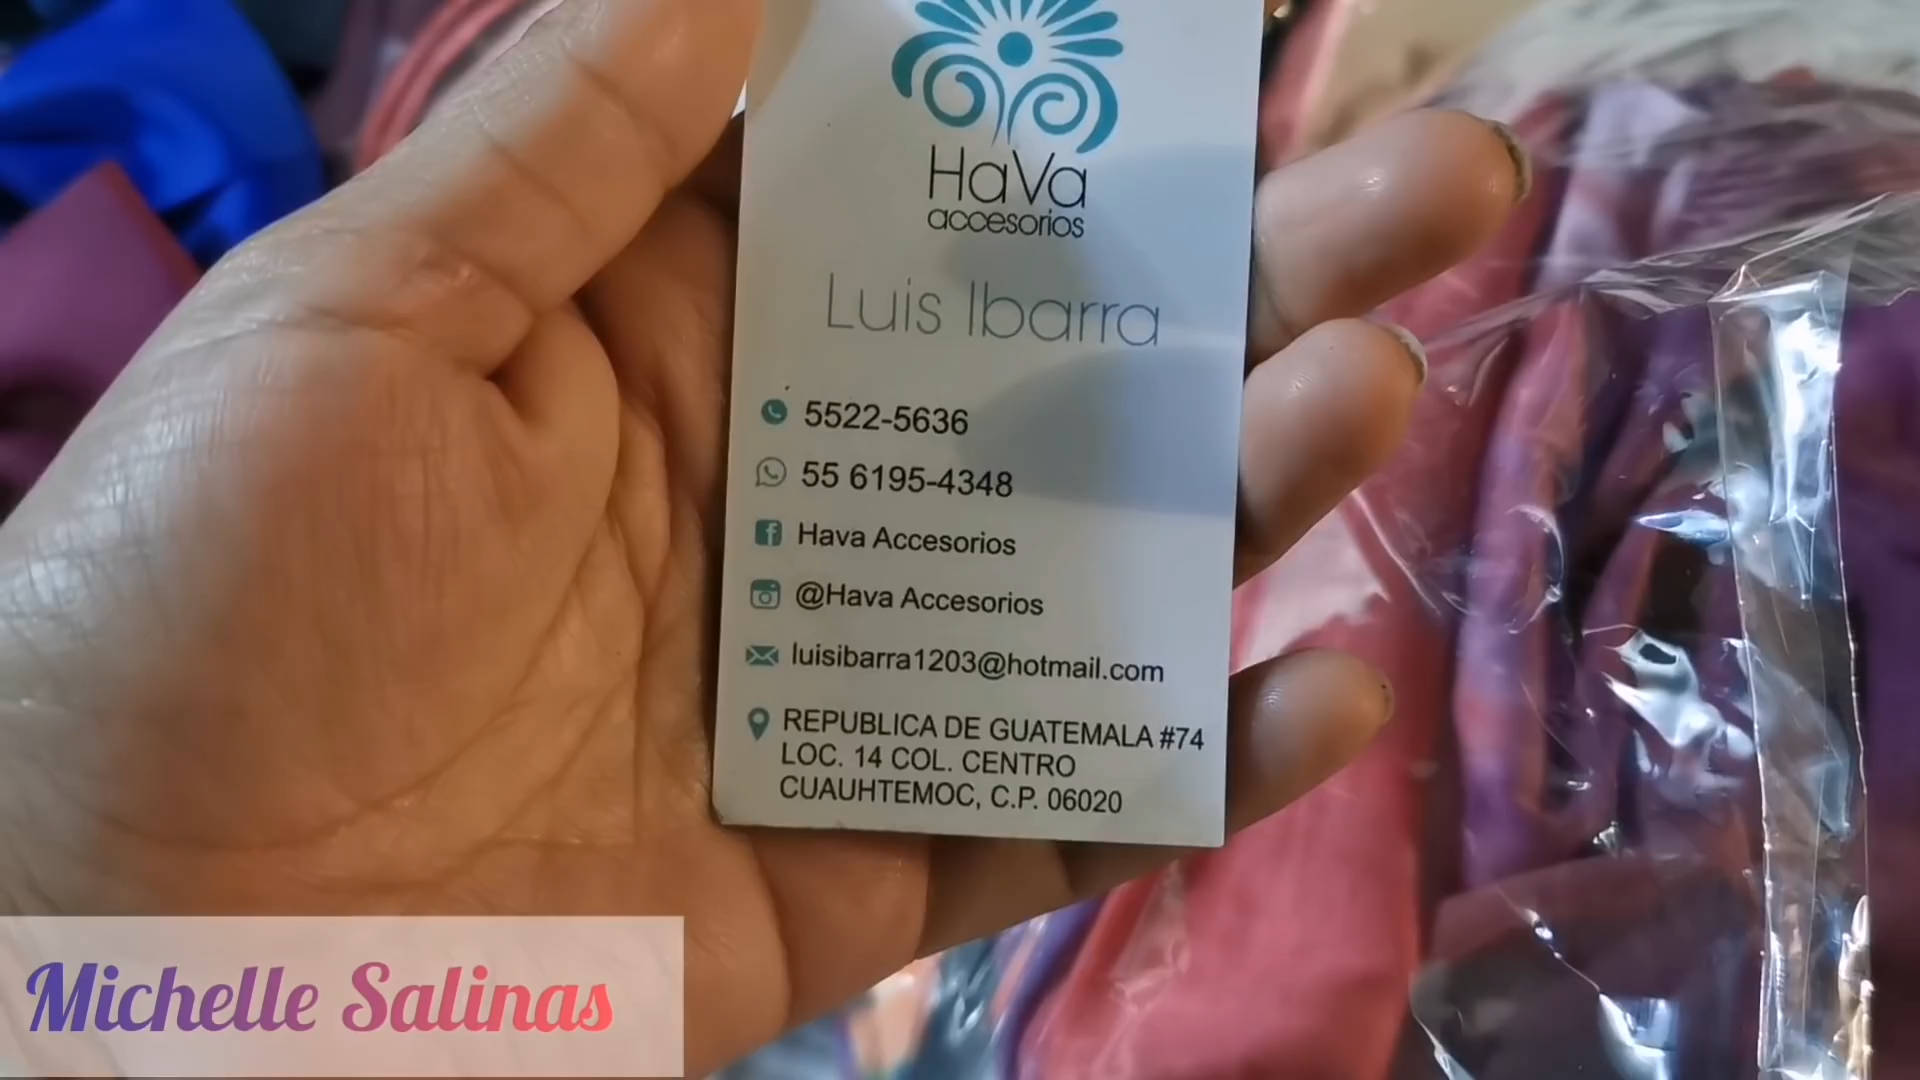 HaVa
accesorios
Luis Ibarra
5522-5636
55 6195-4348
Hava Accesorios
@Hava Accesorios
luisibarra1203@hotmail.com
REPUBLICA DE GUATEMALA #74
LOC. 14 COL. CENTRO
CUAUHTEMOC, C.P. 06020
Michelle Salinas